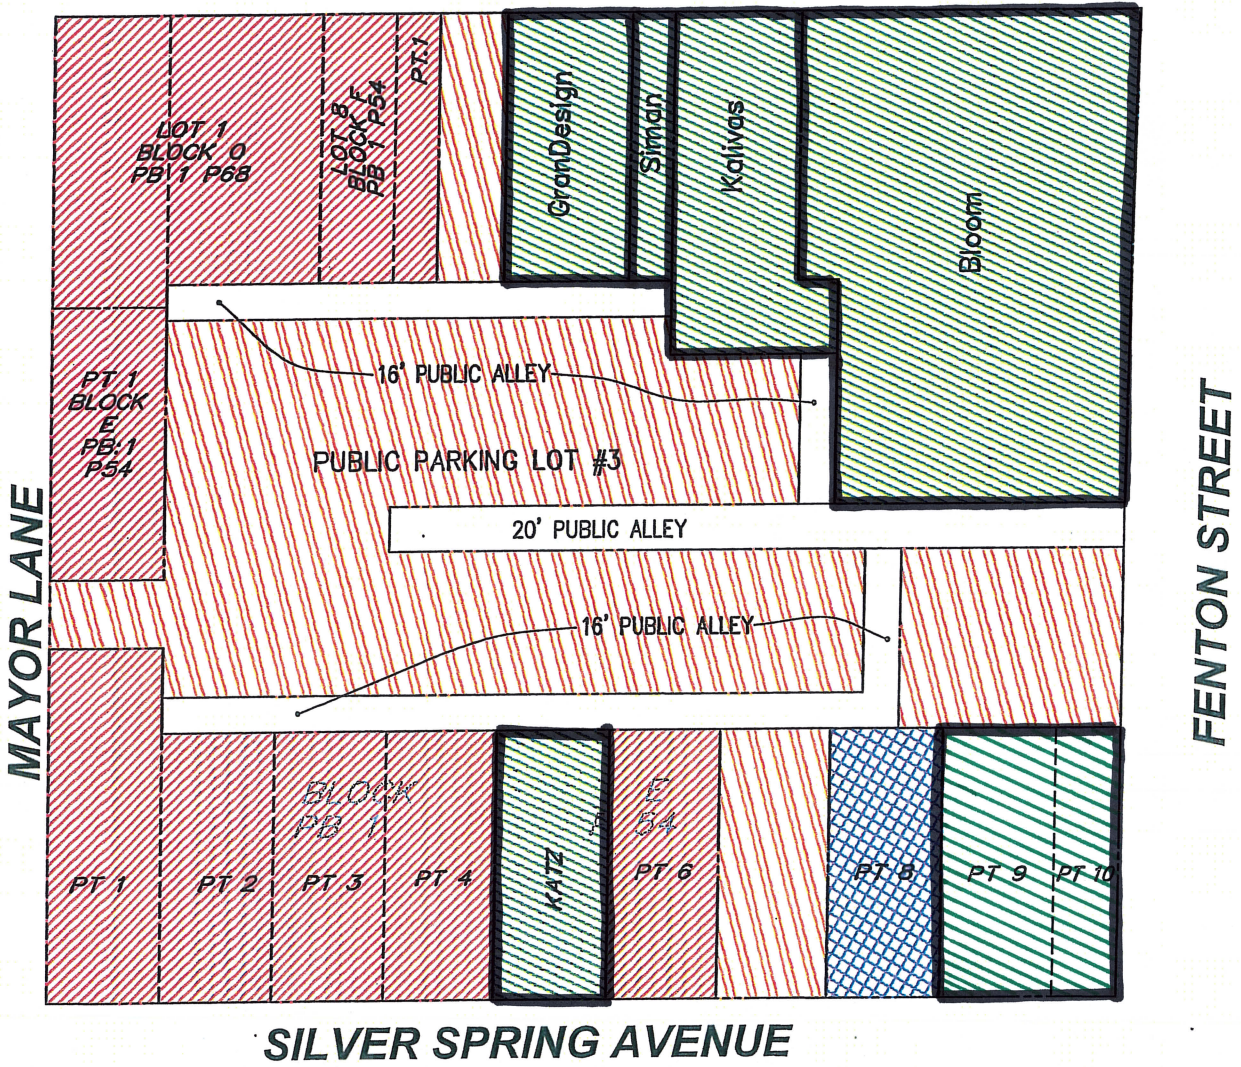 LOT 1
BLOCK O
PB 1 P68
LOT 8
BLOCK F
PB 1 P54
PT.1
GranDesign
Siman
Kalivas
Bloom
PT 1
BLOCK
E
PB:1
P54
16' PUBLIC ALLEY
PUBLIC PARKING LOT #3
20' PUBLIC ALLEY
16' PUBLIC ALLEY
MAYOR LANE
FENTON STREET
BLOCK E
PB 1 P 54
PT 1
PT 2
PT 3
PT 4
KATZ
PT 6
PT 8
PT 9
PT 10
SILVER SPRING AVENUE